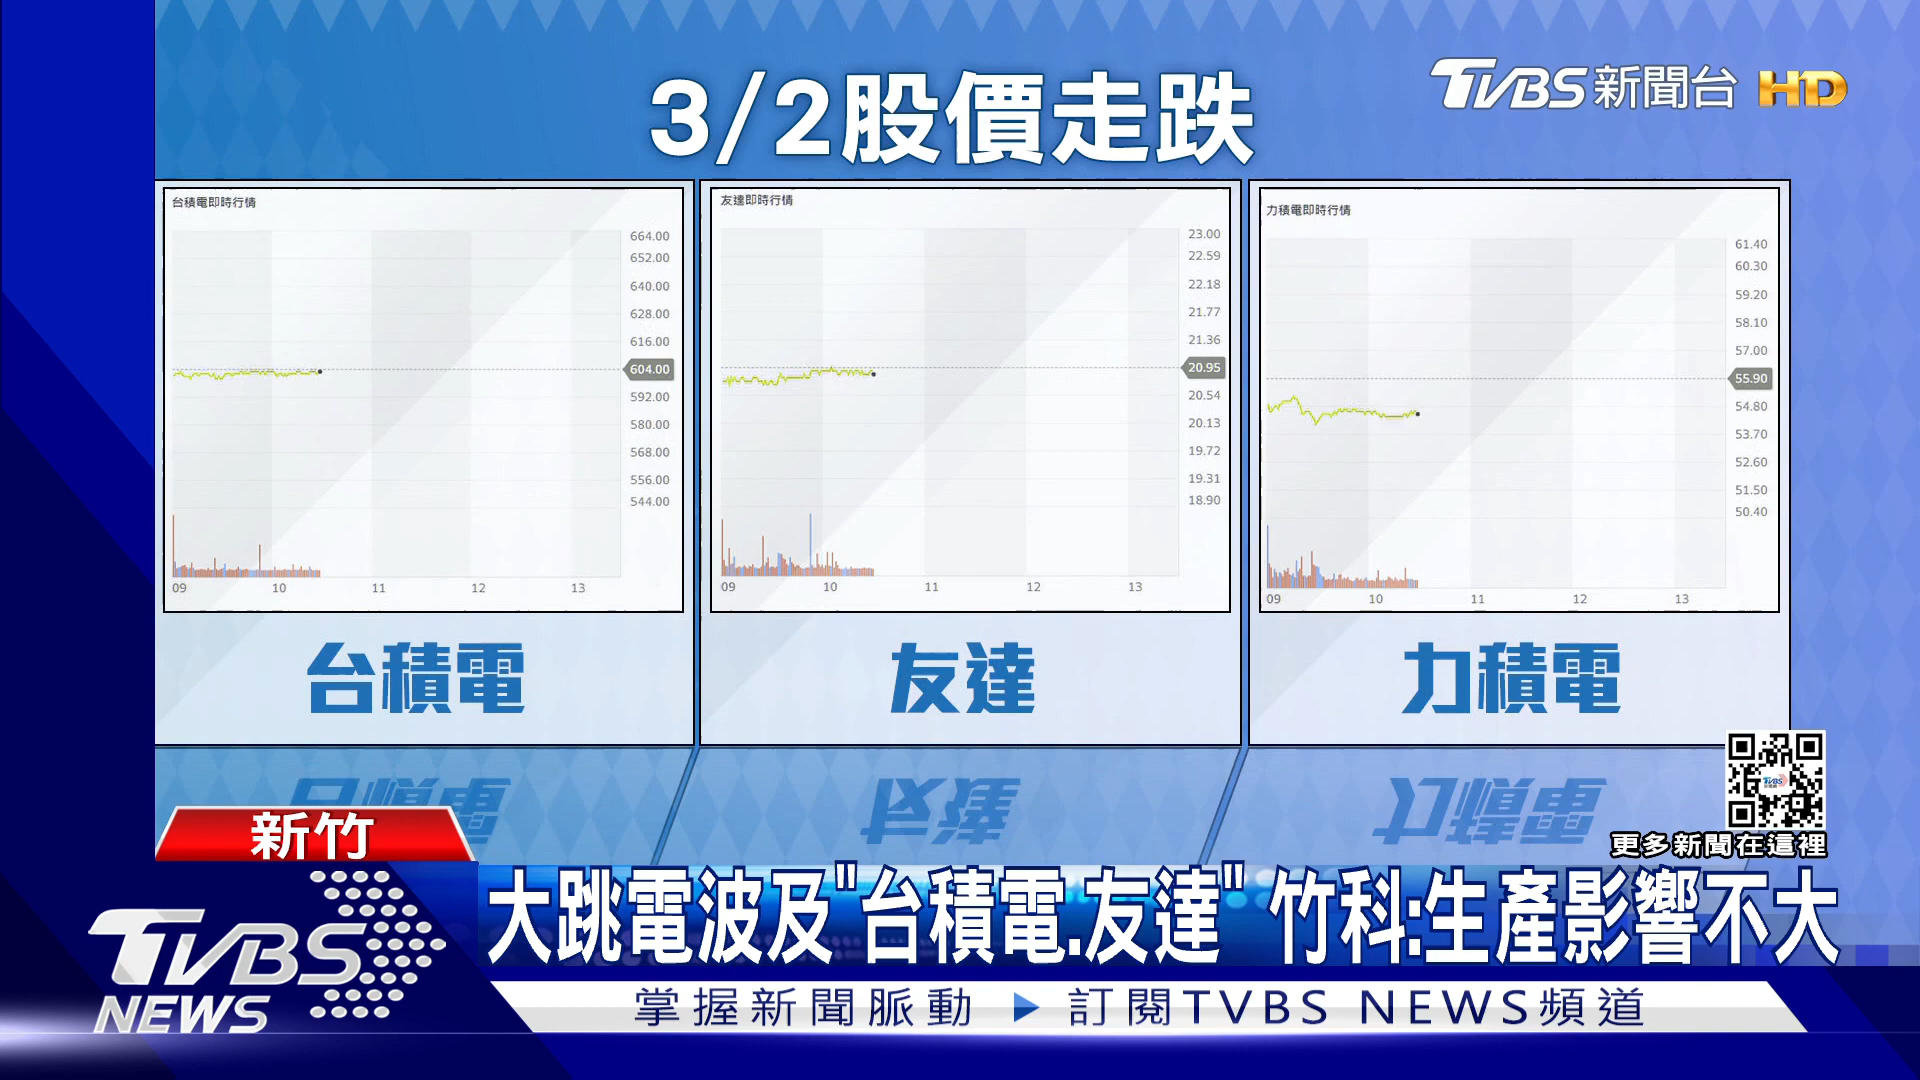 3/2股價走跌
TVBS新聞台 HD
台積電即時行情
664.00
652.00
640.00
628.00
616.00
604.00
592.00
580.00
568.00
556.00
544.00
09 10 11 12 13
台積電
友達即時行情
23.00
22.59
22.18
21.77
21.36
20.95
20.54
20.13
19.72
19.31
18.90
09 10 11 12 13
友達
力積電即時行情
61.40
60.30
59.20
58.10
57.00
55.90
54.80
53.70
52.60
51.50
50.40
09 10 11 12 13
力積電
TVBS
更多新聞在這裡
新竹
大跳電波及"台積電.友達" 竹科:生產影響不大
TVBS
NEWS
掌握新聞脈動 ▶ 訂閱TVBS NEWS頻道